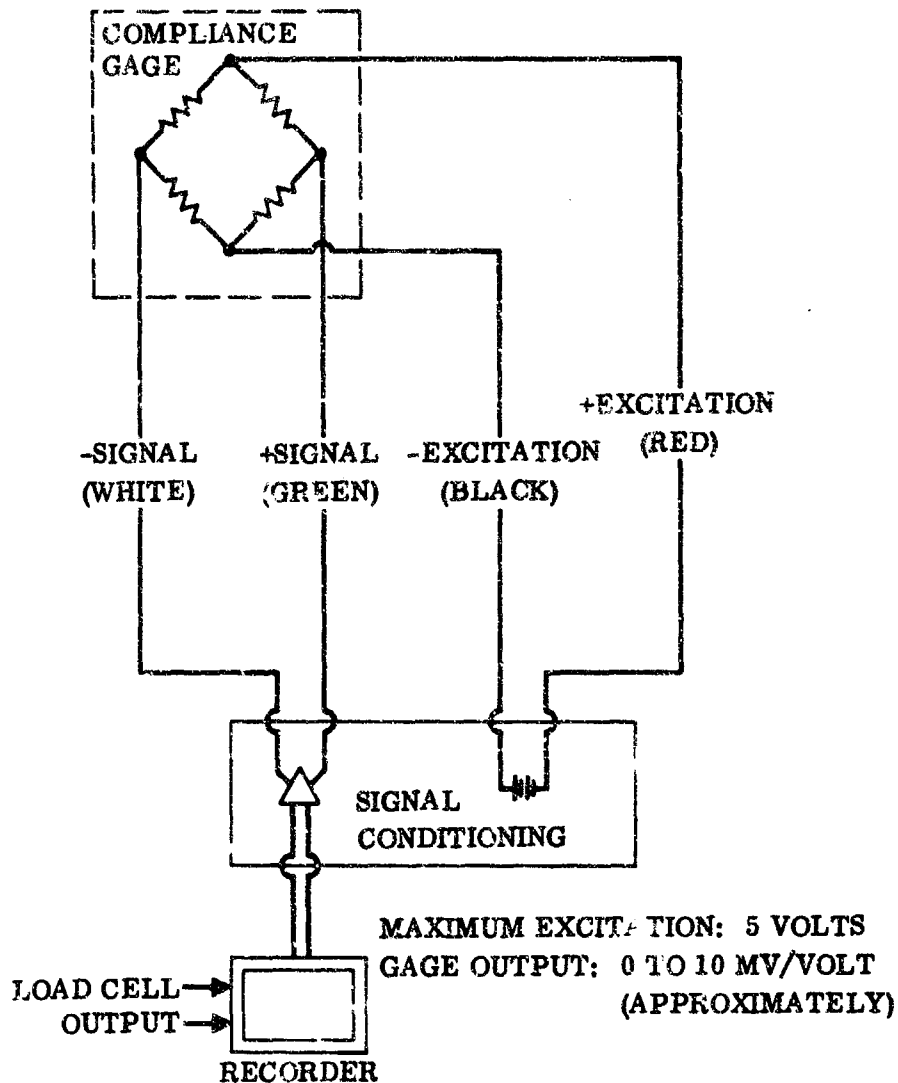 COMPLIANCE
GAGE
+EXCITATION
(RED)
-SIGNAL
(WHITE)
+SIGNAL
(GREEN)
-EXCITATION
(BLACK)
SIGNAL
CONDITIONING
MAXIMUM EXCITATION: 5 VOLTS
GAGE OUTPUT: 0 TO 10 MV/VOLT
(APPROXIMATELY)
LOAD CELL
OUTPUT
RECORDER